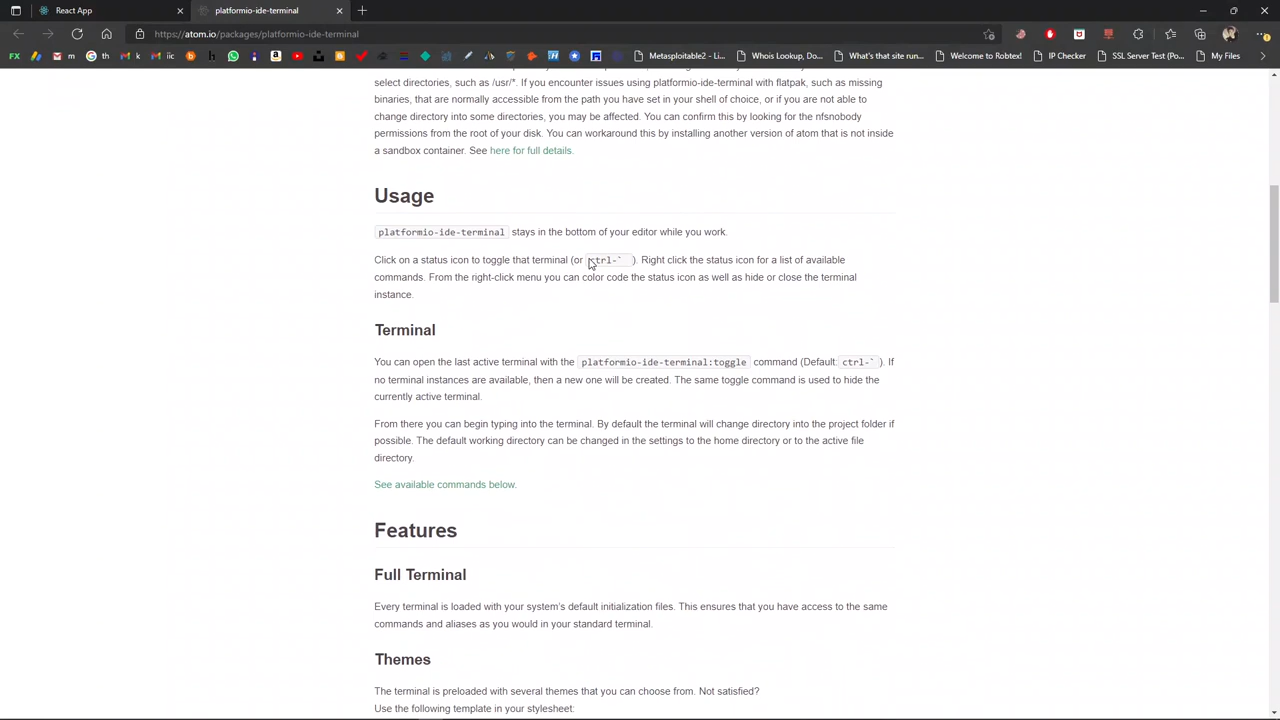 React App
platformio-ide-terminal
https://atom.io/packages/platformio-ide-terminal
FX
th
ic
b
Metasploitable2 - Li...
Whois Lookup, Do...
What's that site run...
Welcome to Robtex!
IP Checker
SSL Server Test (Po...
My Files
select directories, such as /usr/*. If you encounter issues using platformio-ide-terminal with flatpak, such as missing
binaries, that are normally accessible from the path you have set in your shell of choice, or if you are not able to
change directory into some directories, you may be affected. You can confirm this by looking for the nfsnobody
permissions from the root of your disk. You can workaround this by installing another version of atom that is not inside
a sandbox container. See here for full details.
Usage
platformio-ide-terminal stays in the bottom of your editor while you work.
Click on a status icon to toggle that terminal (or ctrl-` ). Right click the status icon for a list of available
commands. From the right-click menu you can color code the status icon as well as hide or close the terminal
instance.
Terminal
You can open the last active terminal with the platformio-ide-terminal:toggle command (Default: ctrl-` ). If
no terminal instances are available, then a new one will be created. The same toggle command is used to hide the
currently active terminal.
From there you can begin typing into the terminal. By default the terminal will change directory into the project folder if
possible. The default working directory can be changed in the settings to the home directory or to the active file
directory.
See available commands below.
Features
Full Terminal
Every terminal is loaded with your system's default initialization files. This ensures that you have access to the same
commands and aliases as you would in your standard terminal.
Themes
The terminal is preloaded with several themes that you can choose from. Not satisfied?
Use the following template in your stylesheet: